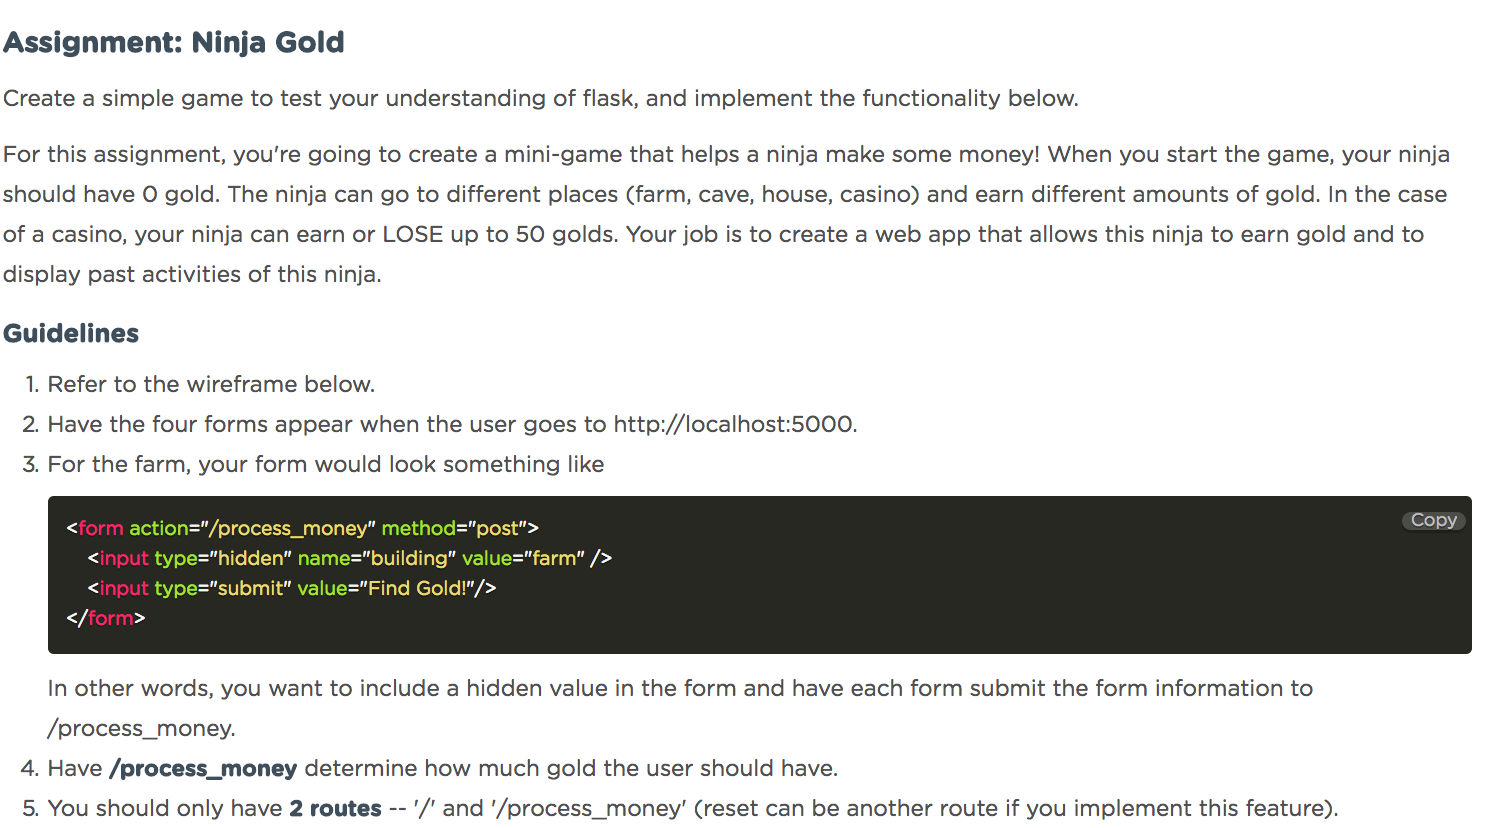 Assignment: Ninja Gold
Create a simple game to test your understanding of flask, and implement the functionality below.
For this assignment, you're going to create a mini-game that helps a ninja make some money! When you start the game, your ninja
should have 0 gold. The ninja can go to different places (farm, cave, house, casino) and earn different amounts of gold. In the case
of a casino, your ninja can earn or LOSE up to 50 golds. Your job is to create a web app that allows this ninja to earn gold and to
display past activities of this ninja.
Guidelines
1. Refer to the wireframe below.
2. Have the four forms appear when the user goes to http://localhost:5000.
3. For the farm, your form would look something like
Copy
<form action="/process_money" method="post">
<input type="hidden" name="building" value="farm" />
<input type="submit" value="Find Gold!"/>
</form>
In other words, you want to include a hidden value in the form and have each form submit the form information to
/process_money.
4. Have /process_money determine how much gold the user should have.
5. You should only have 2 routes -- '/' and '/process_money' (reset can be another route if you implement this feature).